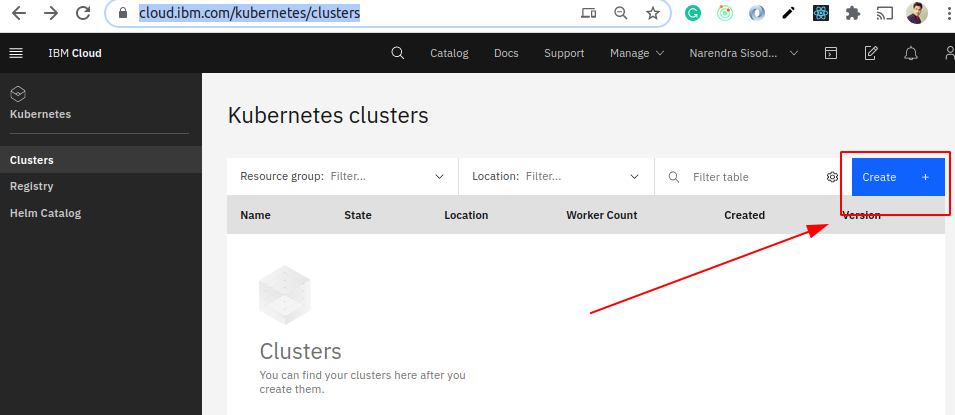 cloud.ibm.com/kubernetes/clusters
IBM Cloud
Catalog
Docs
Support
Manage
Narendra Sisod...
Kubernetes
Clusters
Registry
Helm Catalog
Kubernetes clusters
Resource group: Filter...
Location: Filter...
Filter table
Create +
Name State Location Worker Count Created Version
Clusters
You can find your clusters here after you
create them.